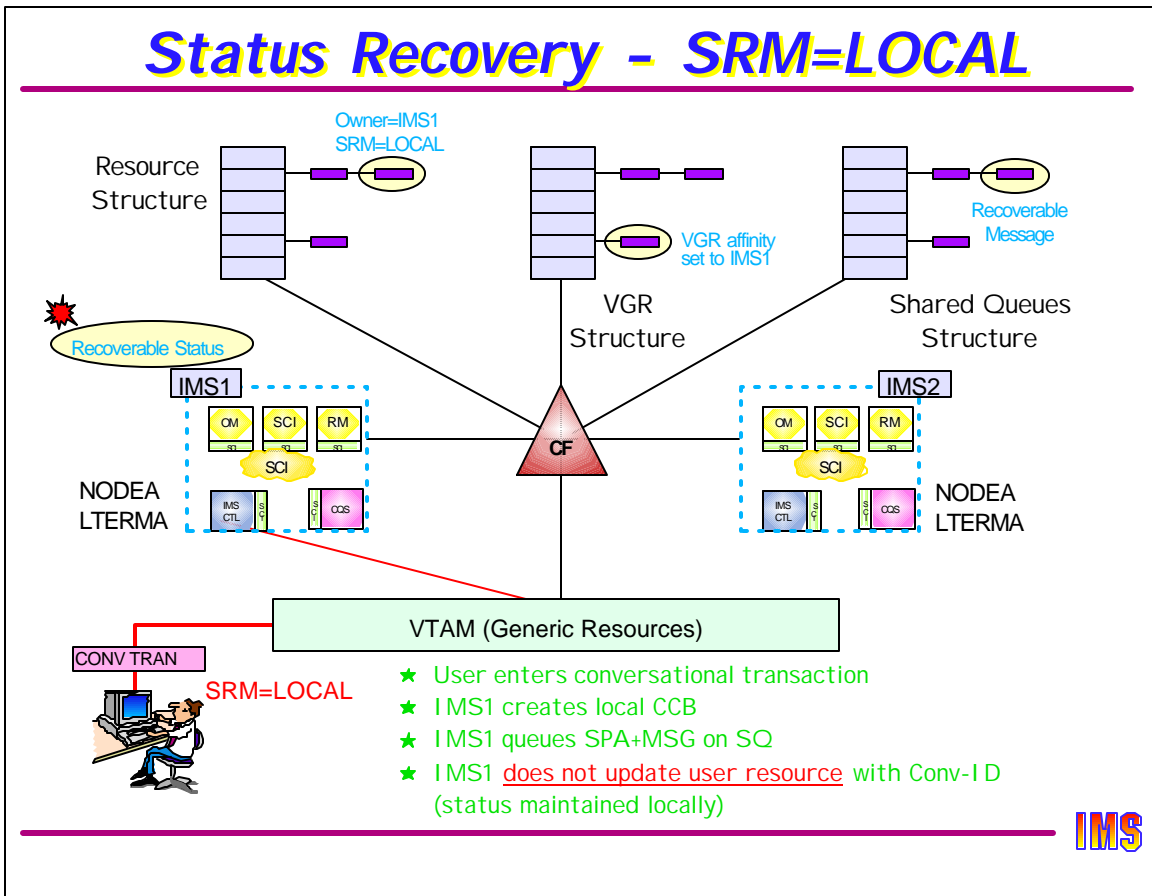 Status Recovery - SRM=LOCAL
Owner=IMS1
SRM=LOCAL
Resource
Structure
VGR affinity
set to IMS1
Recoverable
Message
VGR
Structure
Shared Queues
Structure
Recoverable Status
IMS1
OM
SCI
RM
SCI
NODEA
LTERMA
IMS
CTL
CQS
CF
IMS2
OM
SCI
RM
SCI
IMS
CTL
CQS
NODEA
LTERMA
VTAM (Generic Resources)
CONV TRAN
SRM=LOCAL
★ User enters conversational transaction
★ IMS1 creates local CCB
★ IMS1 queues SPA+MSG on SQ
★ IMS1 does not update user resource with Conv-ID
(status maintained locally)
IMS